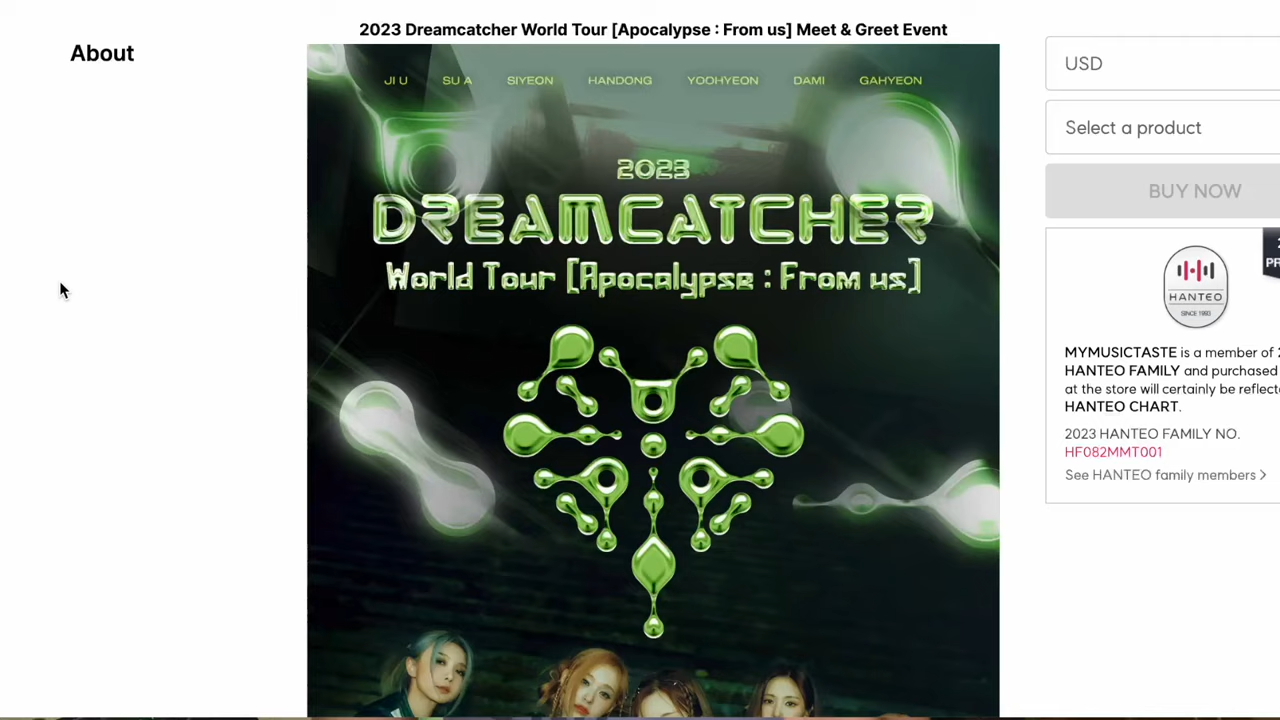 2023 Dreamcatcher World Tour [Apocalypse : From us] Meet & Greet Event
About
JI U SU A SIYEON HANDONG YOOHYEON DAMI GAHYEON
2023
DREAMCATCHER
World Tour [Apocalypse : From us]
USD
Select a product
BUY NOW
HANTEO
SINCE 1993
MYMUSICTASTE is a member of
HANTEO FAMILY and purchased
at the store will certainly be
HANTEO CHART.
2023 HANTEO FAMILY NO.
HF082MMT001
See HANTEO family members >